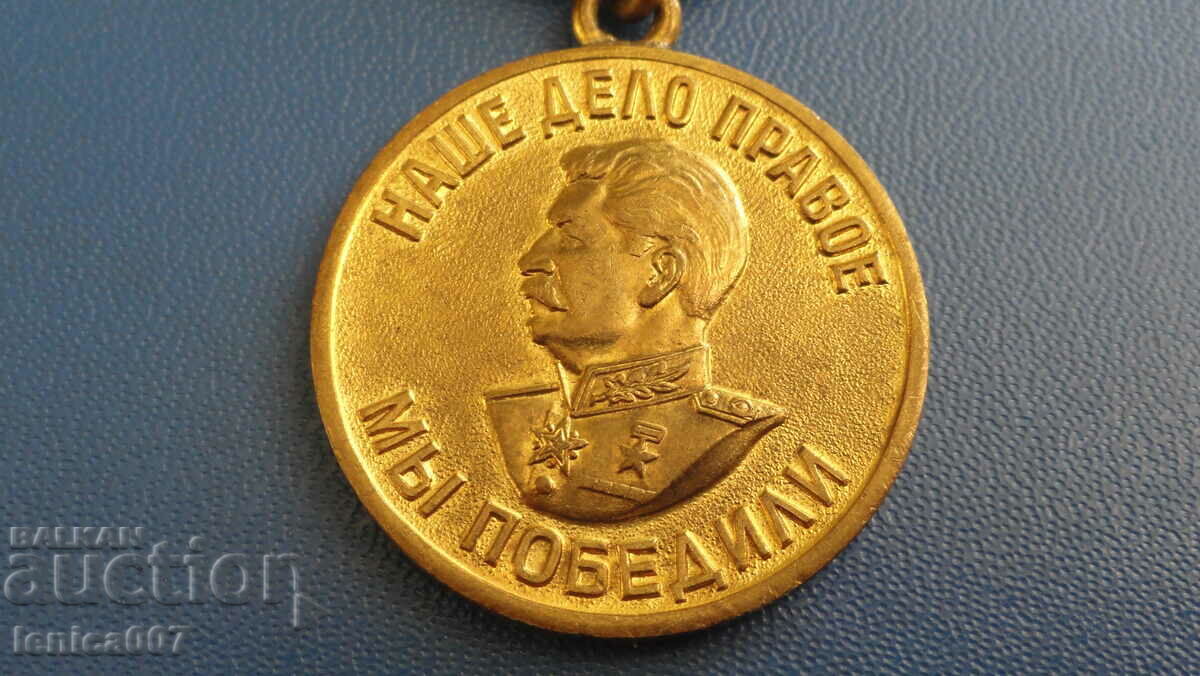 НАШЕ ДЕЛО ПРАВОЕ
МЫ ПОБЕДИЛИ
BALKAN
auction
lenica007